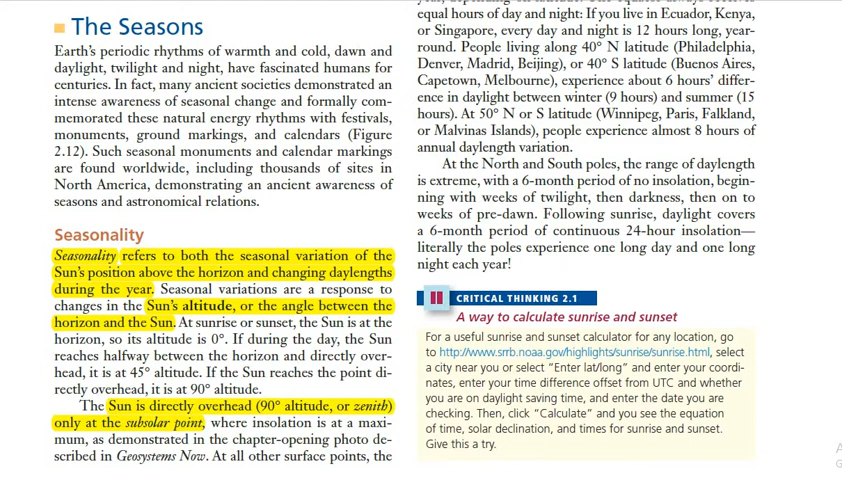 The Seasons
Earth's periodic rhythms of warmth and cold, dawn and
daylight, twilight and night, have fascinated humans for
centuries. In fact, many ancient societies demonstrated an
intense awareness of seasonal change and formally com-
memorated these natural energy rhythms with festivals,
monuments, ground markings, and calendars (Figure
2.12). Such seasonal monuments and calendar markings
are found worldwide, including thousands of sites in
North America, demonstrating an ancient awareness of
seasons and astronomical relations.
Seasonality
Seasonality refers to both the seasonal variation of the
Sun's position above the horizon and changing daylengths
during the year. Seasonal variations are a response to
changes in the Sun's altitude, or the angle between the
horizon and the Sun. At sunrise or sunset, the Sun is at the
horizon, so its altitude is 0°. If during the day, the Sun
reaches halfway between the horizon and directly over-
head, it is at 45° altitude. If the Sun reaches the point di-
rectly overhead, it is at 90° altitude.
The Sun is directly overhead (90° altitude, or zenith)
only at the subsolar point, where insolation is at a maxi-
mum, as demonstrated in the chapter-opening photo de-
scribed in Geosystems Now. At all other surface points, the
equal hours of day and night: If you live in Ecuador, Kenya,
or Singapore, every day and night is 12 hours long, year-
round. People living along 40° N latitude (Philadelphia,
Denver, Madrid, Beijing), or 40° S latitude (Buenos Aires,
Capetown, Melbourne), experience about 6 hours' differ-
ence in daylight between winter (9 hours) and summer (15
hours). At 50° N or S latitude (Winnipeg, Paris, Falkland,
or Malvinas Islands), people experience almost 8 hours of
annual daylength variation.
At the North and South poles, the range of daylength
is extreme, with a 6-month period of no insolation, begin-
ning with weeks of twilight, then darkness, then on to
weeks of pre-dawn. Following sunrise, daylight covers
a 6-month period of continuous 24-hour insolation—
literally the poles experience one long day and one long
night each year!
CRITICAL THINKING 2.1
A way to calculate sunrise and sunset
For a useful sunrise and sunset calculator for any location, go
to http://www.srrb.noaa.gov/highlights/sunrise/sunrise.html, select
a city near you or select "Enter lat/long" and enter your coordi-
nates, enter your time difference offset from UTC and whether
you are on daylight saving time, and enter the date you are
checking. Then, click "Calculate" and you see the equation
of time, solar declination, and times for sunrise and sunset.
Give this a try.